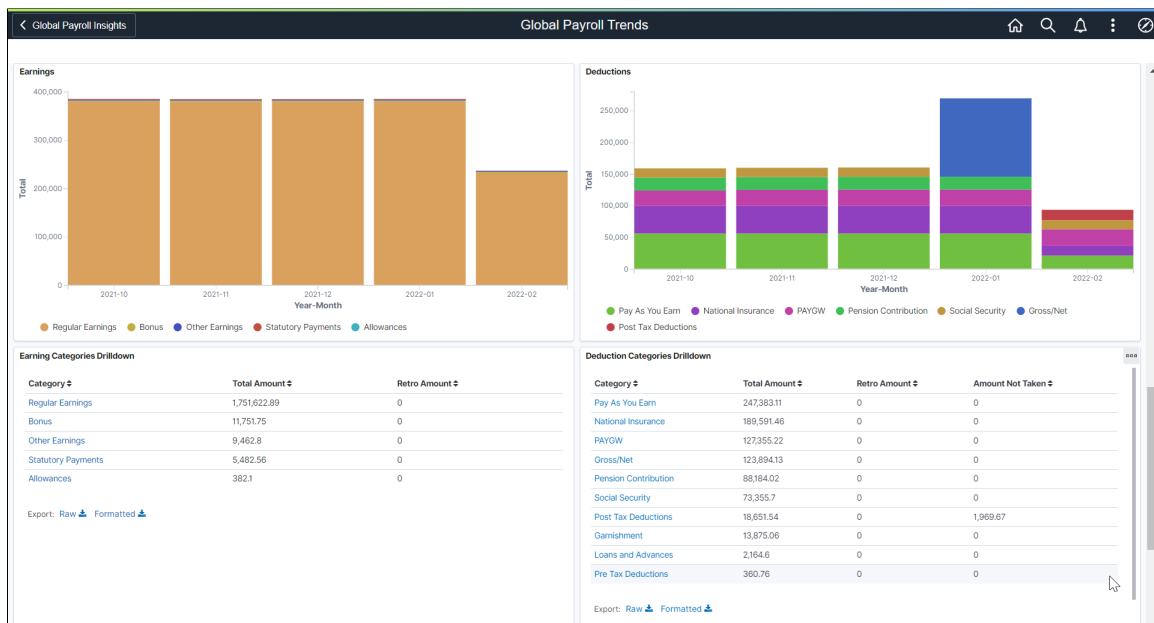 Global Payroll Insights
Global Payroll Trends
Earnings
400,000
300,000
200,000
100,000
0
Total
2021-10 2021-11 2021-12 2022-01 2022-02
Year-Month
Regular Earnings Bonus Other Earnings Statutory Payments Allowances
Deductions
250,000
200,000
150,000
100,000
50,000
0
Total
2021-10 2021-11 2021-12 2022-01 2022-02
Year-Month
Pay As You Earn National Insurance PAYGW Pension Contribution Social Security Gross/Net
Post Tax Deductions
Earning Categories Drilldown
Category Total Amount Retro Amount
Regular Earnings 1,751,622.89 0
Bonus 11,751.75 0
Other Earnings 9,462.8 0
Statutory Payments 5,482.56 0
Allowances 382.1 0
Export: Raw Formatted
Deduction Categories Drilldown
Category Total Amount Retro Amount Amount Not Taken
Pay As You Earn 247,383.11 0 0
National Insurance 189,591.46 0 0
PAYGW 127,355.22 0 0
Gross/Net 123,894.13 0 0
Pension Contribution 88,184.02 0 0
Social Security 73,355.7 0 0
Post Tax Deductions 18,651.54 0 1,969.67
Garnishment 13,875.06 0 0
Loans and Advances 2,164.6 0 0
Pre Tax Deductions 360.76 0 0
Export: Raw Formatted